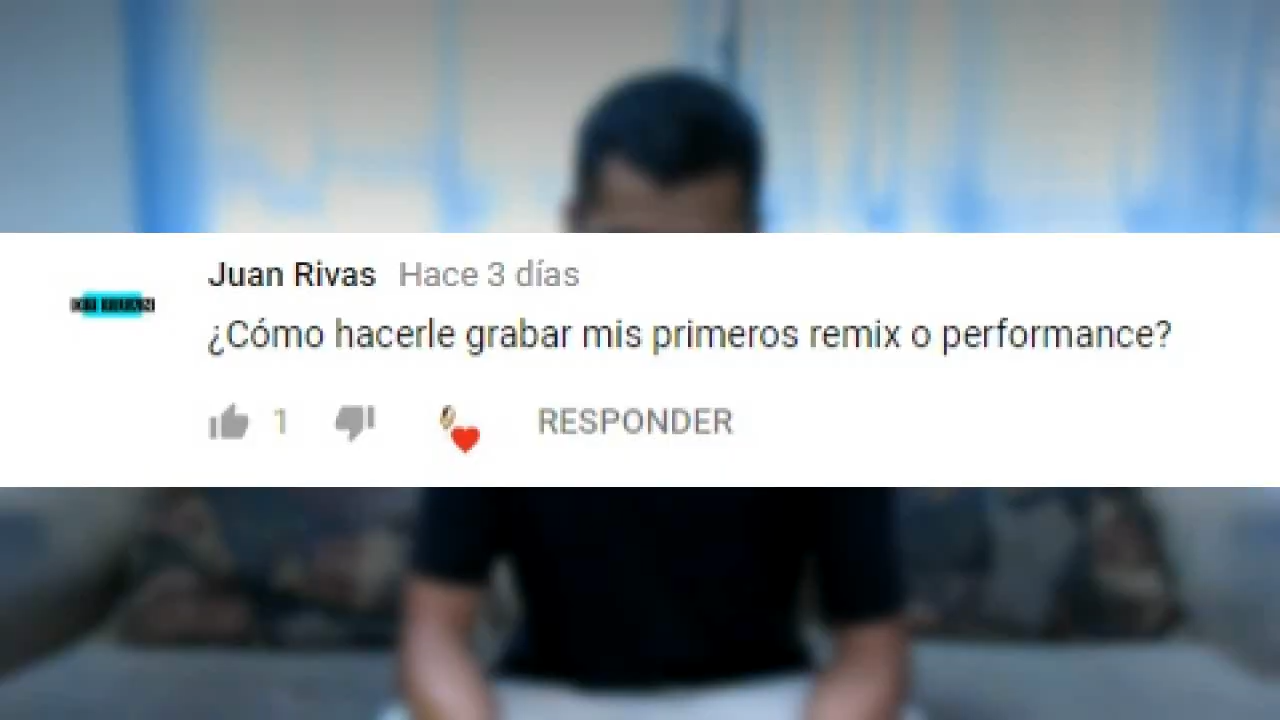 Juan Rivas Hace 3 días
¿Cómo hacerle grabar mis primeros remix o performance?
1 RESPONDER